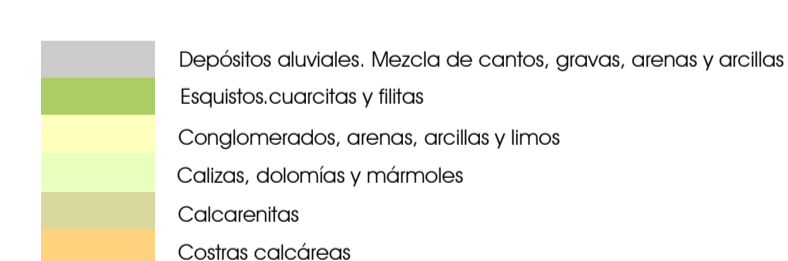 Depósitos aluviales. Mezcla de cantos, gravas, arenas y arcillas
Esquistos.cuarcitas y filitas
Conglomerados, arenas, arcillas y limos
Calizas, dolomías y mármoles
Calcarenitas
Costras calcáreas